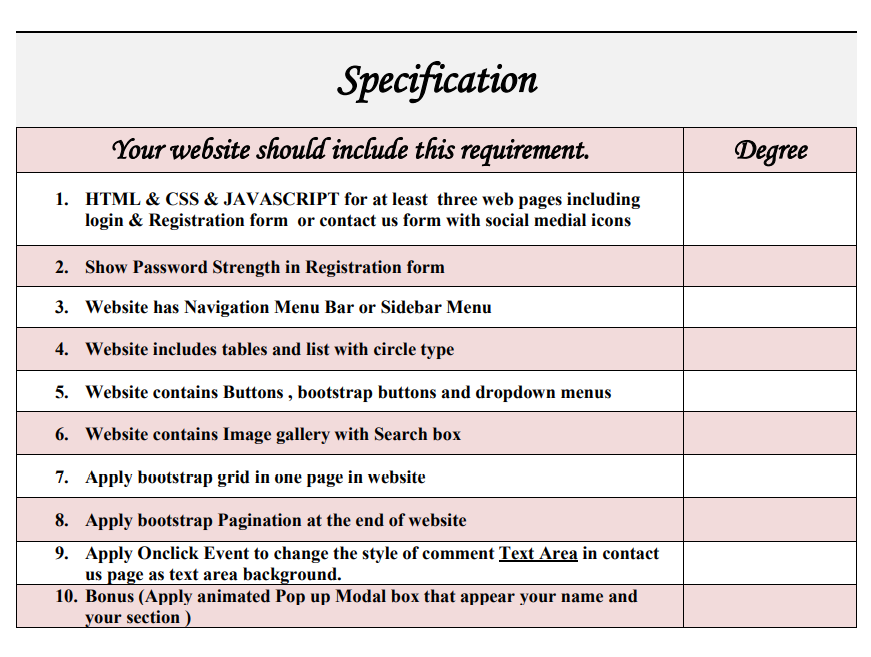 Specification
Your website should include this requirement.
Degree
1. HTML & CSS & JAVASCRIPT for at least three web pages including
login & Registration form or contact us form with social medial icons
2. Show Password Strength in Registration form
3. Website has Navigation Menu Bar or Sidebar Menu
4. Website includes tables and list with circle type
5. Website contains Buttons , bootstrap buttons and dropdown menus
6. Website contains Image gallery with Search box
7. Apply bootstrap grid in one page in website
8. Apply bootstrap Pagination at the end of website
9. Apply Onclick Event to change the style of comment Text Area in contact
us page as text area background.
10. Bonus (Apply animated Pop up Modal box that appear your name and
your section )